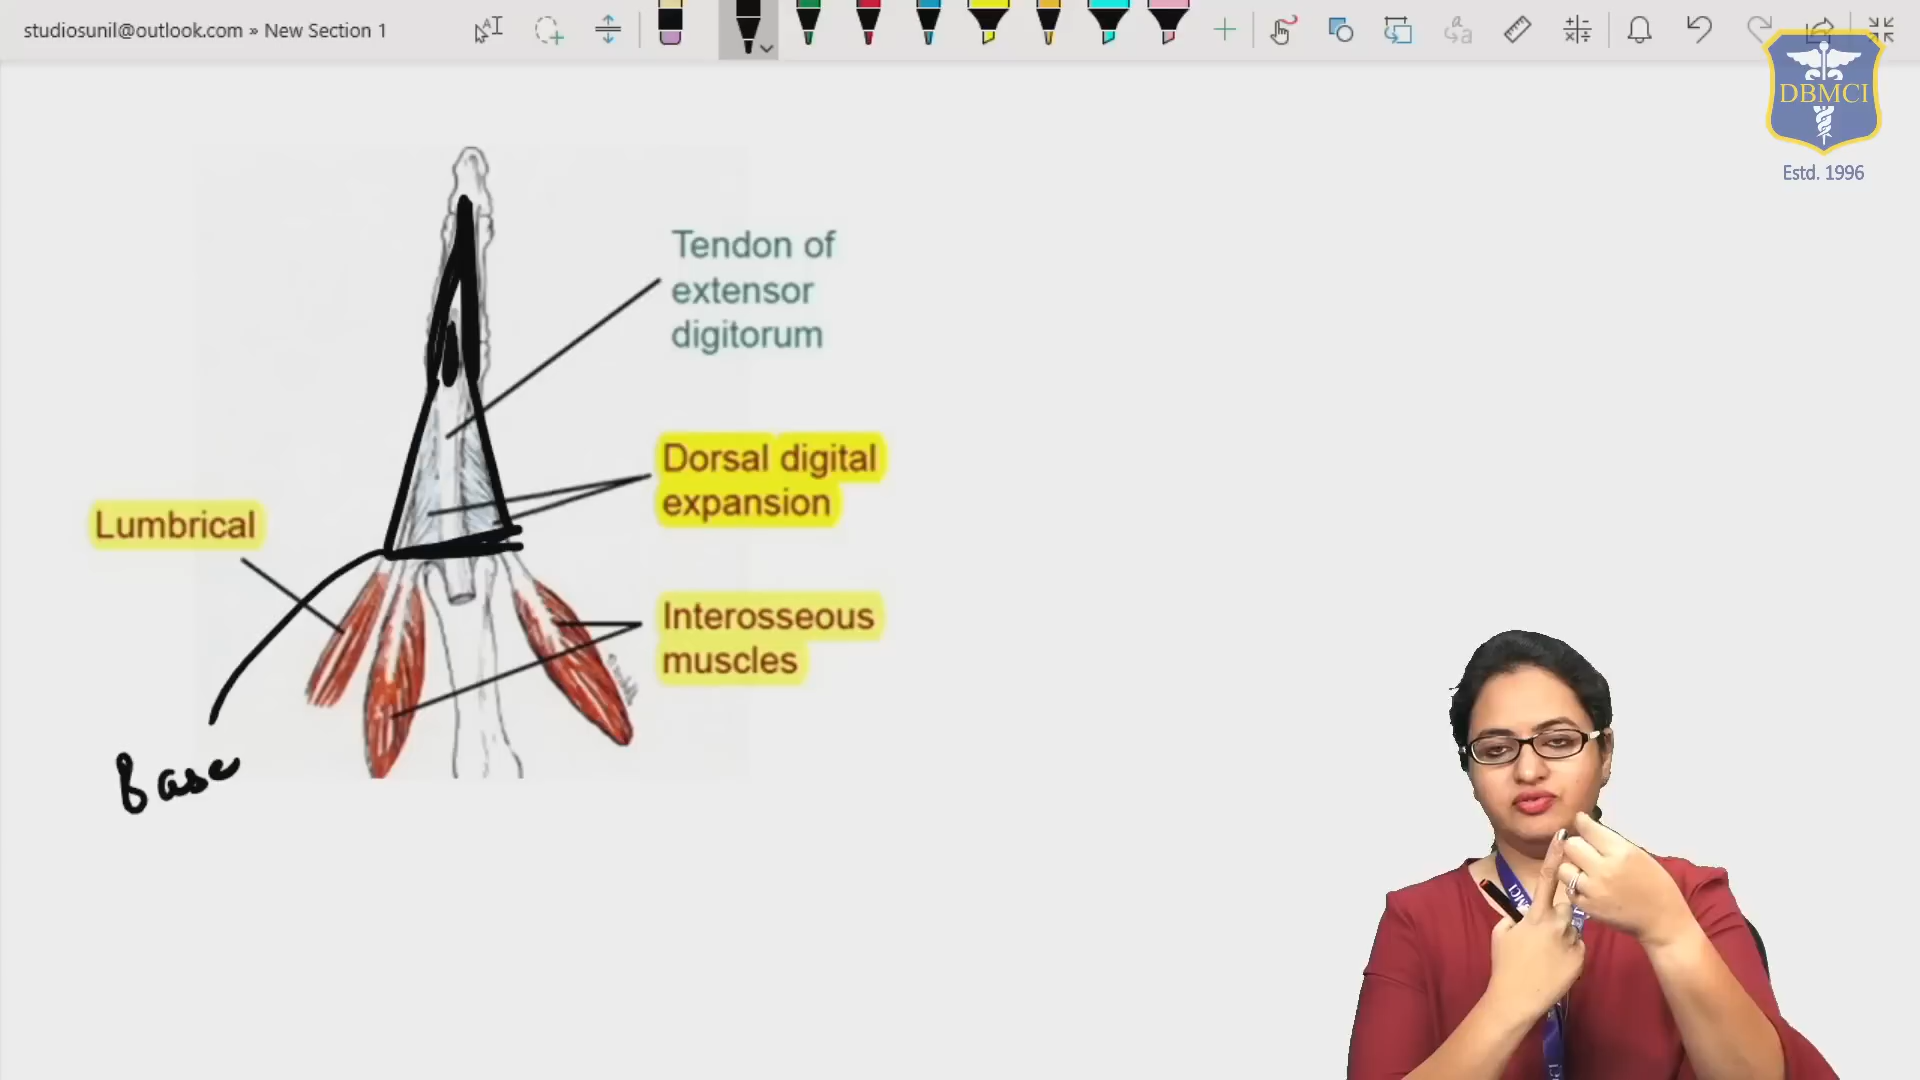 studiosunil@outlook.com » New Section 1
DBMCI
Estd. 1996
Tendon of
extensor
digitorum
Dorsal digital
expansion
Lumbrical
Interosseous
muscles
Base